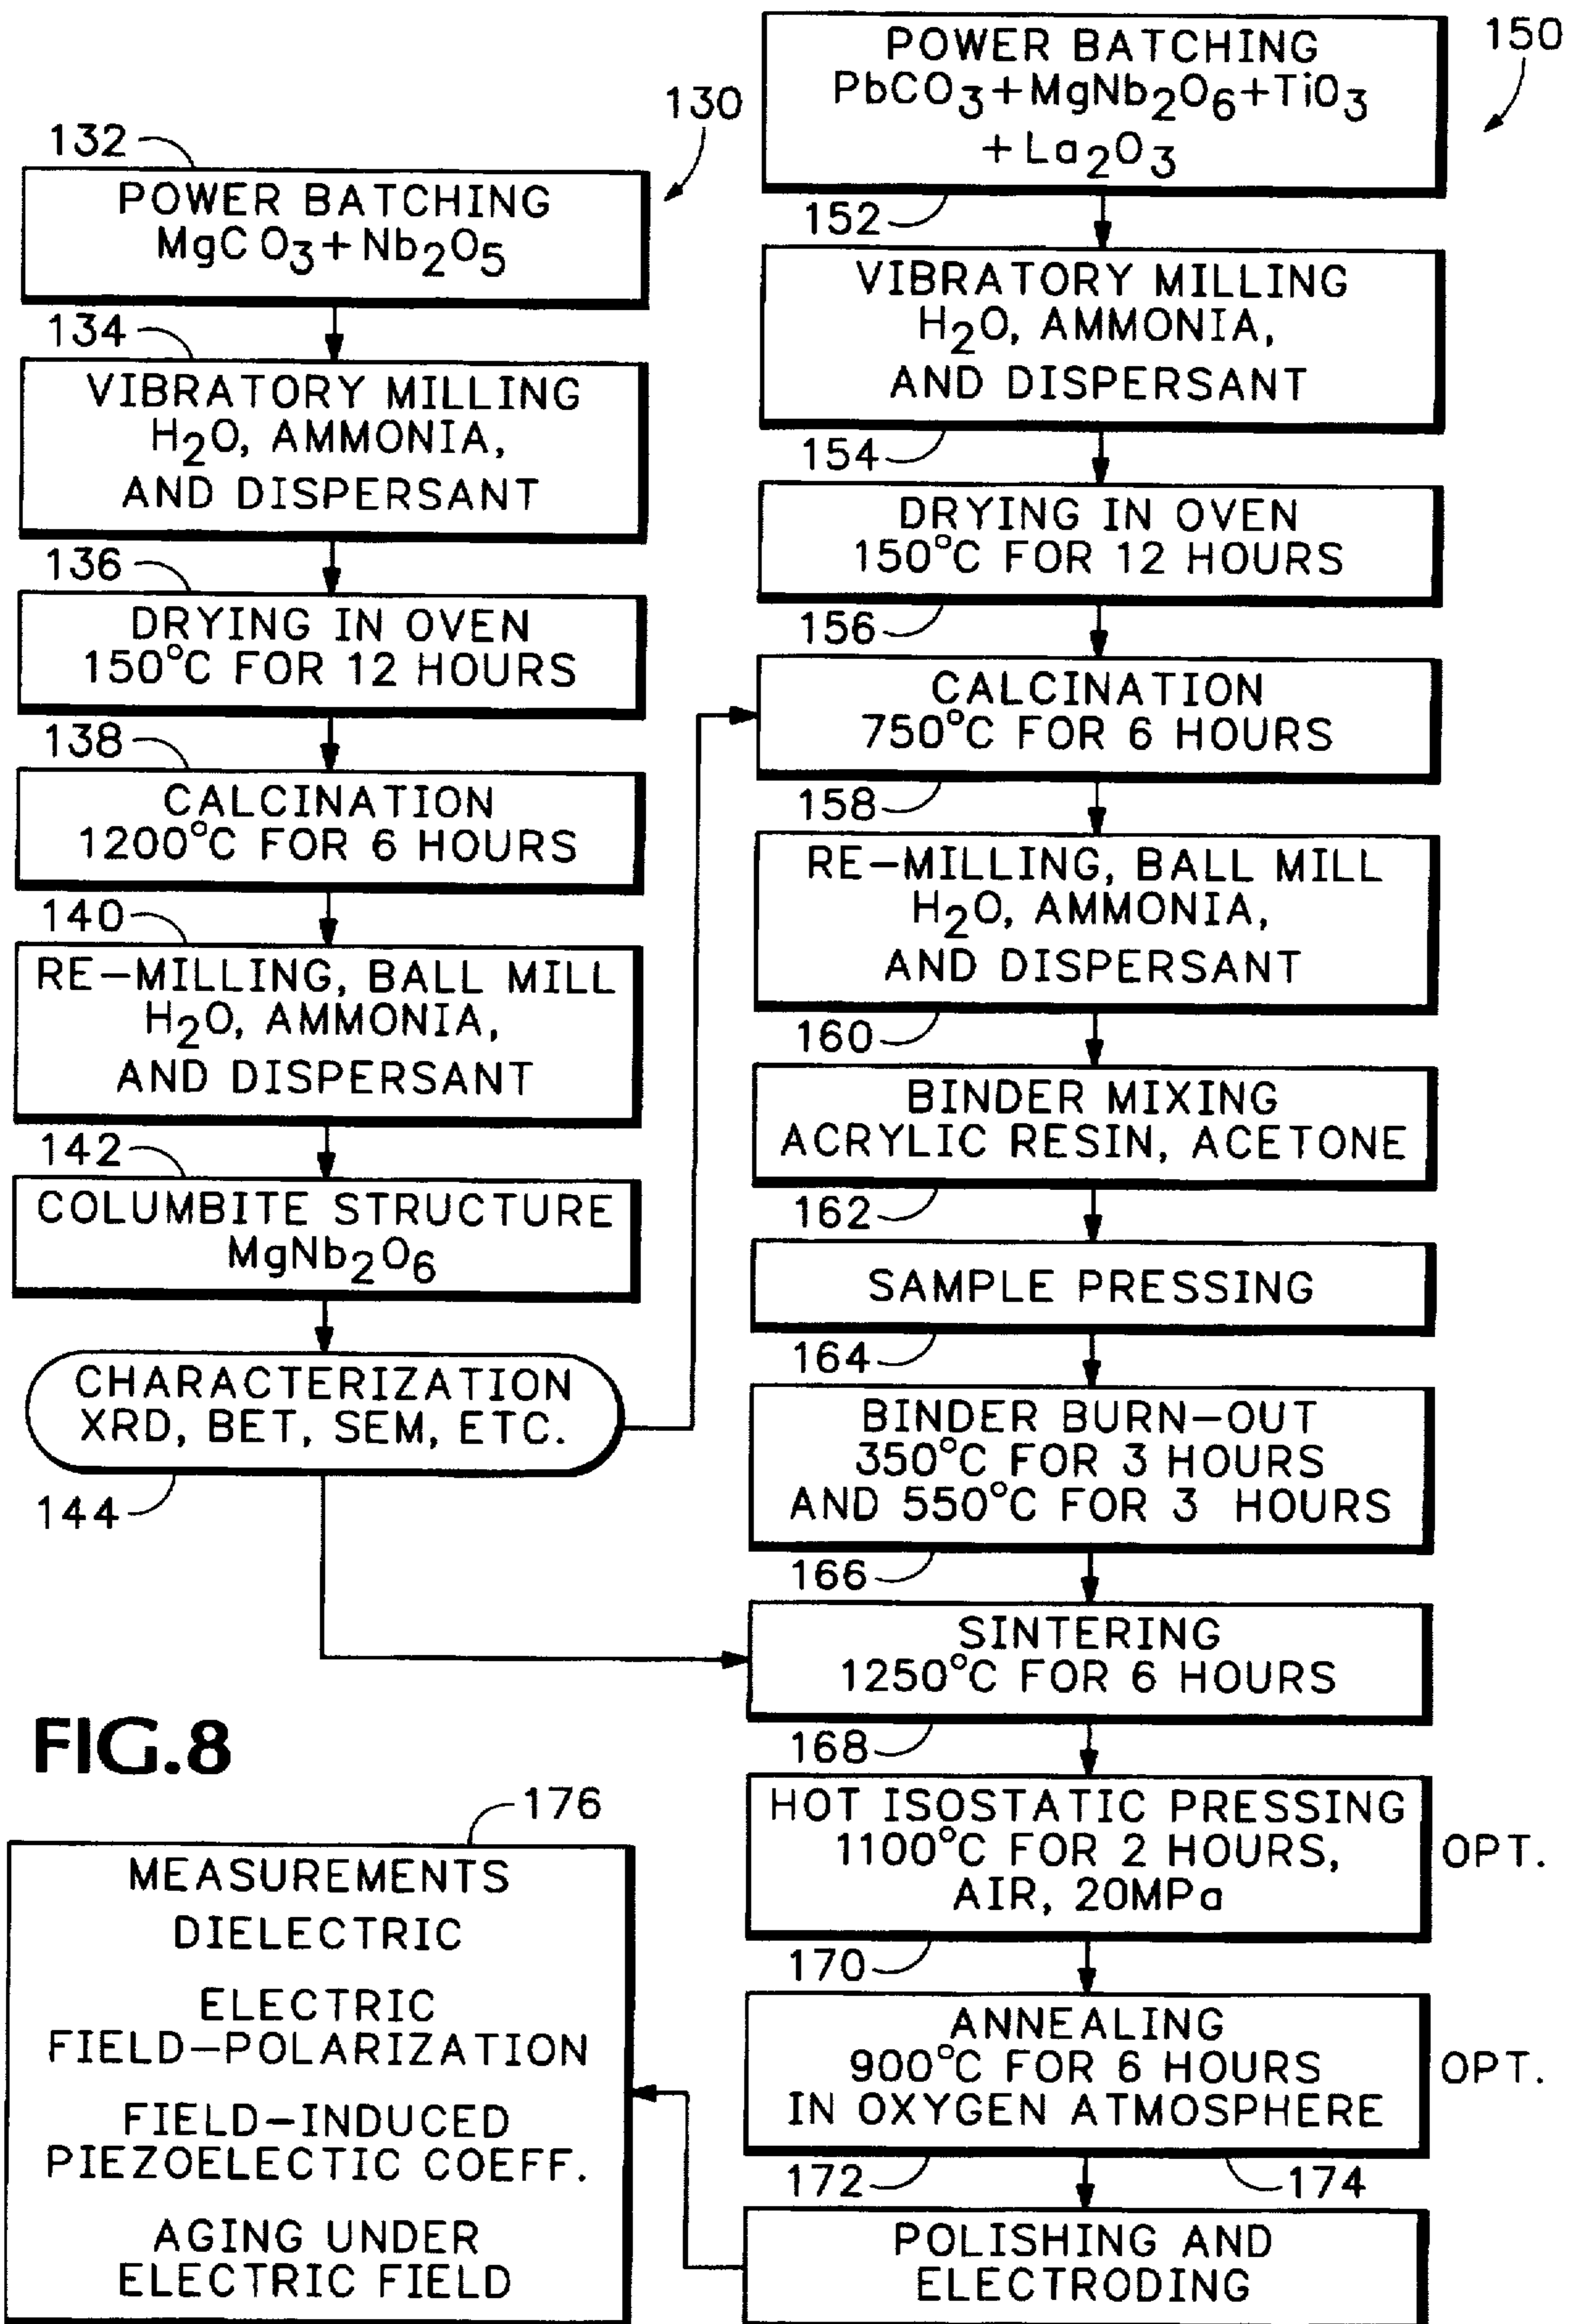 130
132
POWER BATCHING
MgCO₃+Nb₂O₅
134
VIBRATORY MILLING
H₂O, AMMONIA,
AND DISPERSANT
136
DRYING IN OVEN
150°C FOR 12 HOURS
138
CALCINATION
1200°C FOR 6 HOURS
140
RE-MILLING, BALL MILL
H₂O, AMMONIA,
AND DISPERSANT
142
COLUMBITE STRUCTURE
MgNb₂O₆
CHARACTERIZATION
XRD, BET, SEM, ETC.
144
150
POWER BATCHING
PbCO₃+MgNb₂O₆+TiO₃
+La₂O₃
152
VIBRATORY MILLING
H₂O, AMMONIA,
AND DISPERSANT
154
DRYING IN OVEN
150°C FOR 12 HOURS
156
CALCINATION
750°C FOR 6 HOURS
158
RE-MILLING, BALL MILL
H₂O, AMMONIA,
AND DISPERSANT
160
BINDER MIXING
ACRYLIC RESIN, ACETONE
162
SAMPLE PRESSING
164
BINDER BURN-OUT
350°C FOR 3 HOURS
AND 550°C FOR 3 HOURS
166
SINTERING
1250°C FOR 6 HOURS
168
HOT ISOSTATIC PRESSING
1100°C FOR 2 HOURS,
AIR, 20MPa
OPT.
170
ANNEALING
900°C FOR 6 HOURS
IN OXYGEN ATMOSPHERE
OPT.
172
174
POLISHING AND
ELECTRODING
FIG.8
176
MEASUREMENTS
DIELECTRIC
ELECTRIC
FIELD-POLARIZATION
FIELD-INDUCED
PIEZOELECTIC COEFF.
AGING UNDER
ELECTRIC FIELD